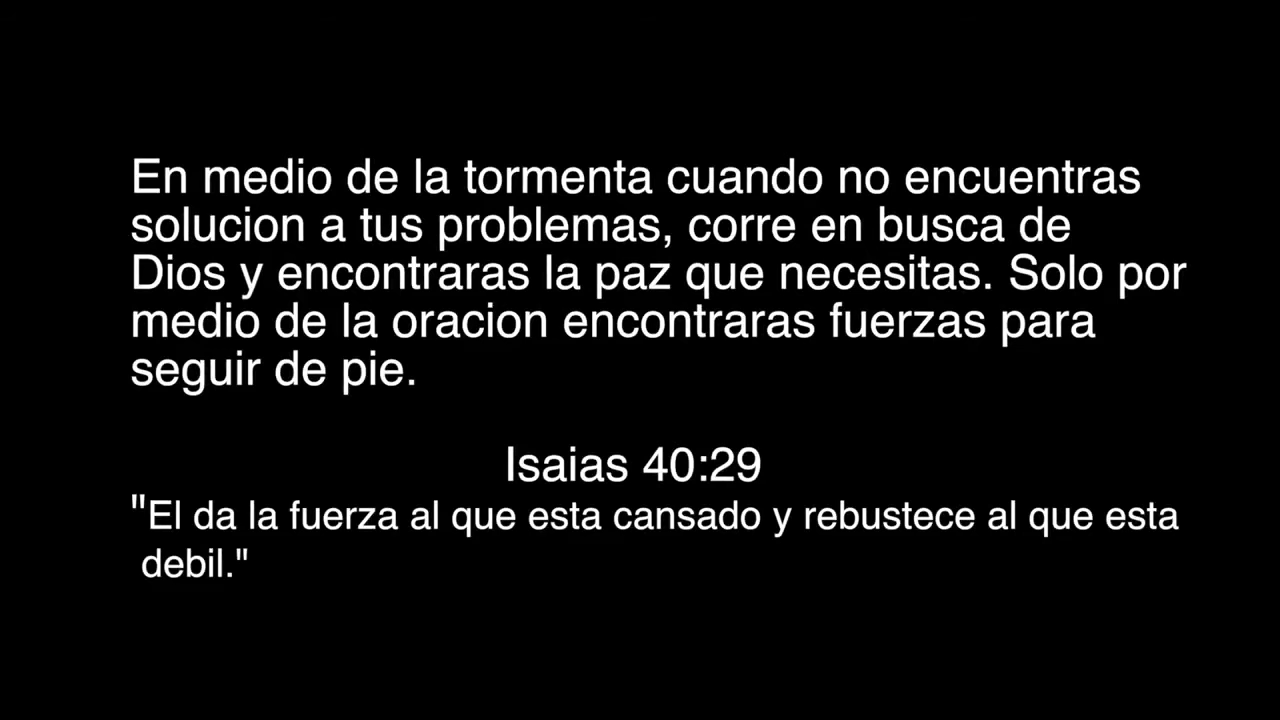 En medio de la tormenta cuando no encuentras
solucion a tus problemas, corre en busca de
Dios y encontraras la paz que necesitas. Solo por
medio de la oracion encontraras fuerzas para
seguir de pie.
Isaias 40:29
"El da la fuerza al que esta cansado y rebustece al que esta
debil."